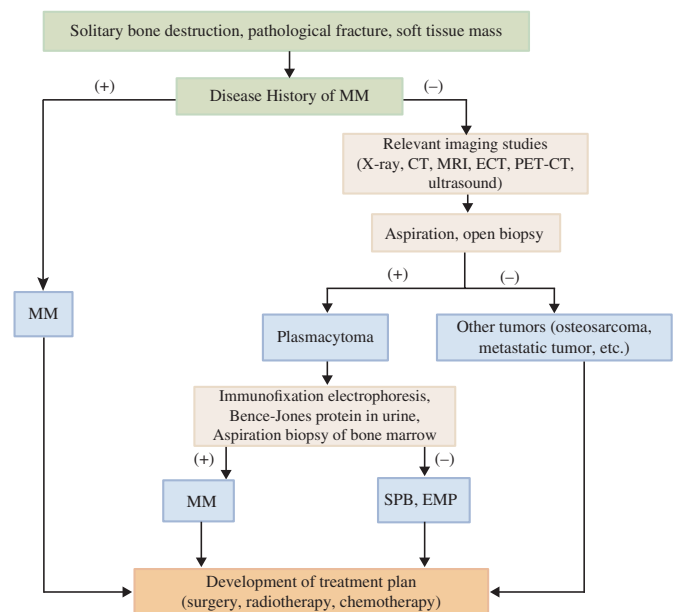 Solitary bone destruction, pathological fracture, soft tissue mass
(+)
(–)
Disease History of MM
Relevant imaging studies
(X-ray, CT, MRI, ECT, PET-CT,
ultrasound)
Aspiration, open biopsy
(+)
(–)
MM
Plasmacytoma
Other tumors (osteosarcoma,
metastatic tumor, etc.)
Immunofixation electrophoresis,
Bence-Jones protein in urine,
Aspiration biopsy of bone marrow
(+)
(–)
MM
SPB, EMP
Development of treatment plan
(surgery, radiotherapy, chemotherapy)